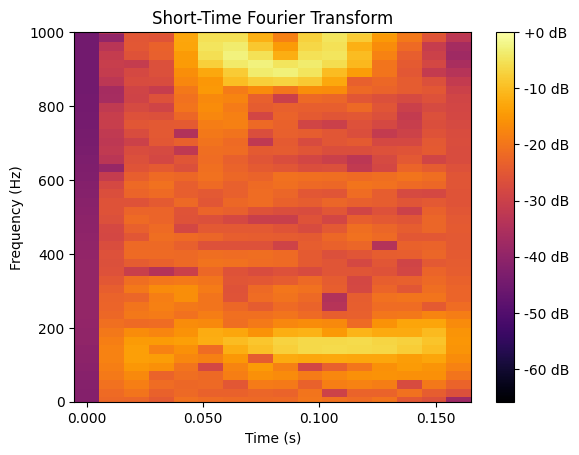 Short-Time Fourier Transform
1000
800
600
400
200
0
Frequency (Hz)
0.000
0.050
0.100
0.150
Time (s)
+0 dB
-10 dB
-20 dB
-30 dB
-40 dB
-50 dB
-60 dB